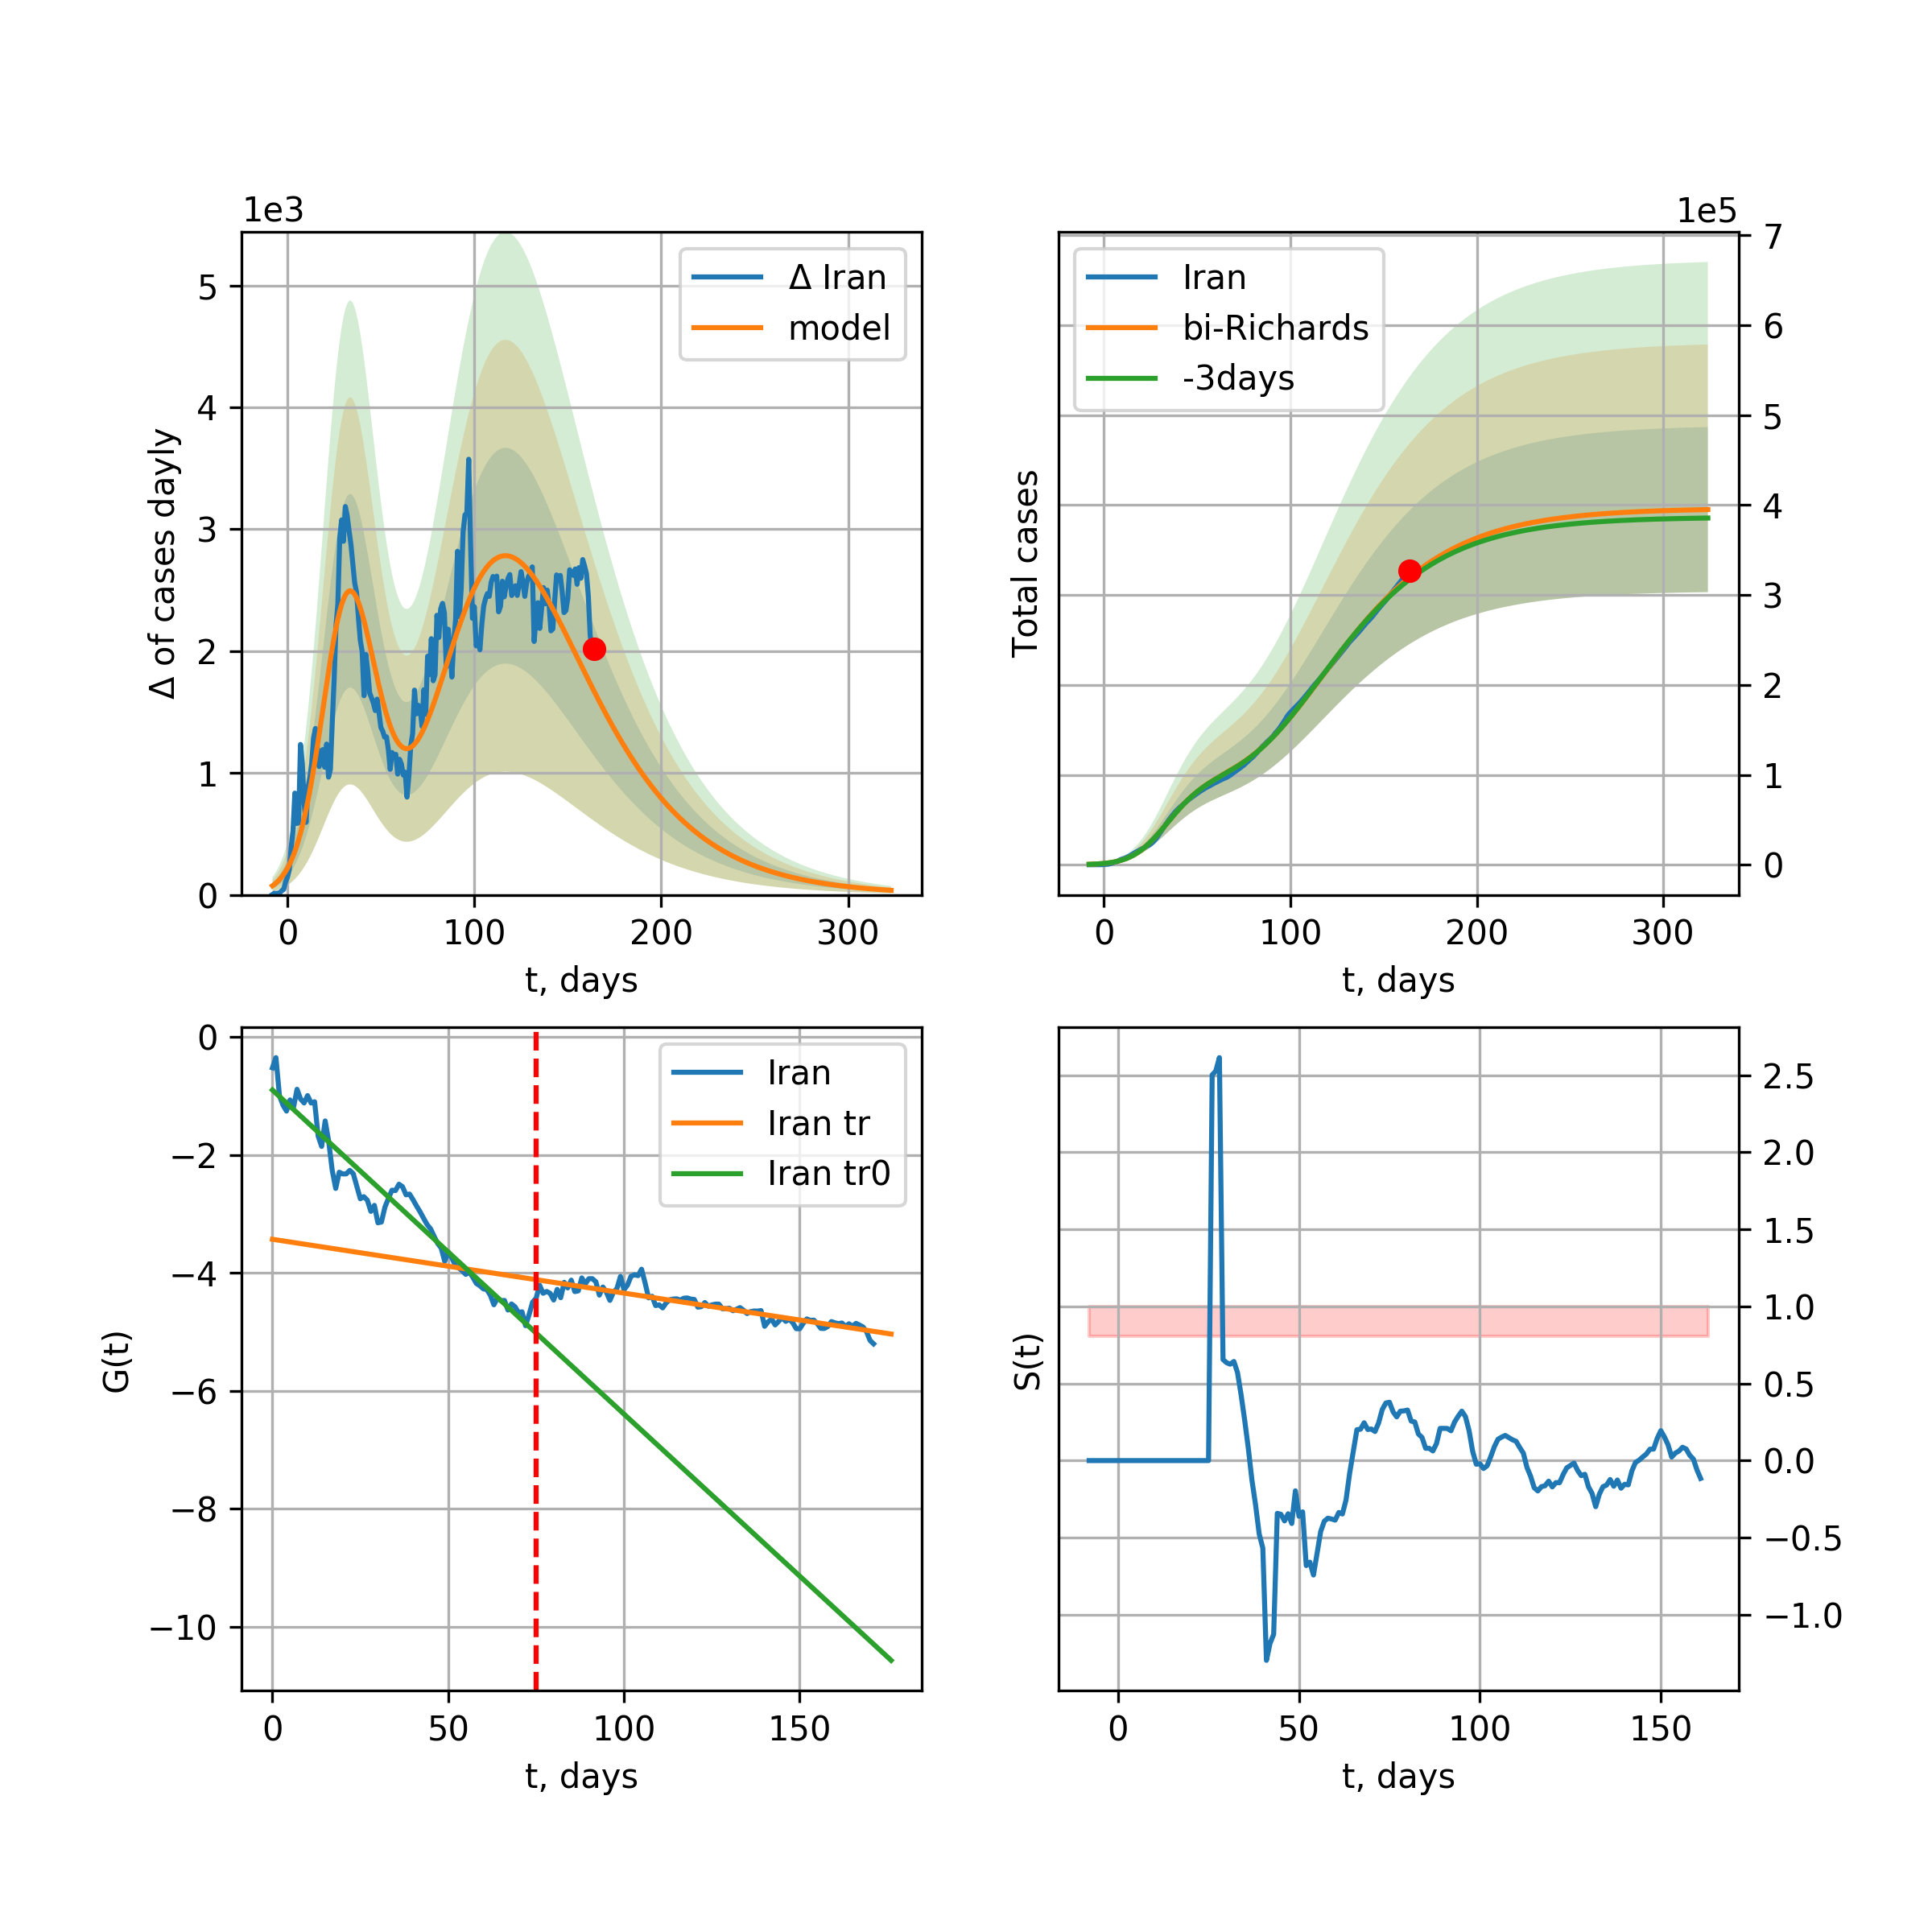 1e3
Δ of cases dayly
5
4
3
2
1
0
Δ Iran
model
0 100 200 300
t, days
1e5
Total cases
Iran
bi-Richards
-3days
7
6
5
4
3
2
1
0
0 100 200 300
t, days
G(t)
0
−2
−4
−6
−8
−10
Iran
Iran tr
Iran tr0
0 50 100 150
t, days
S(t)
2.5
2.0
1.5
1.0
0.5
0.0
−0.5
−1.0
0 50 100 150
t, days